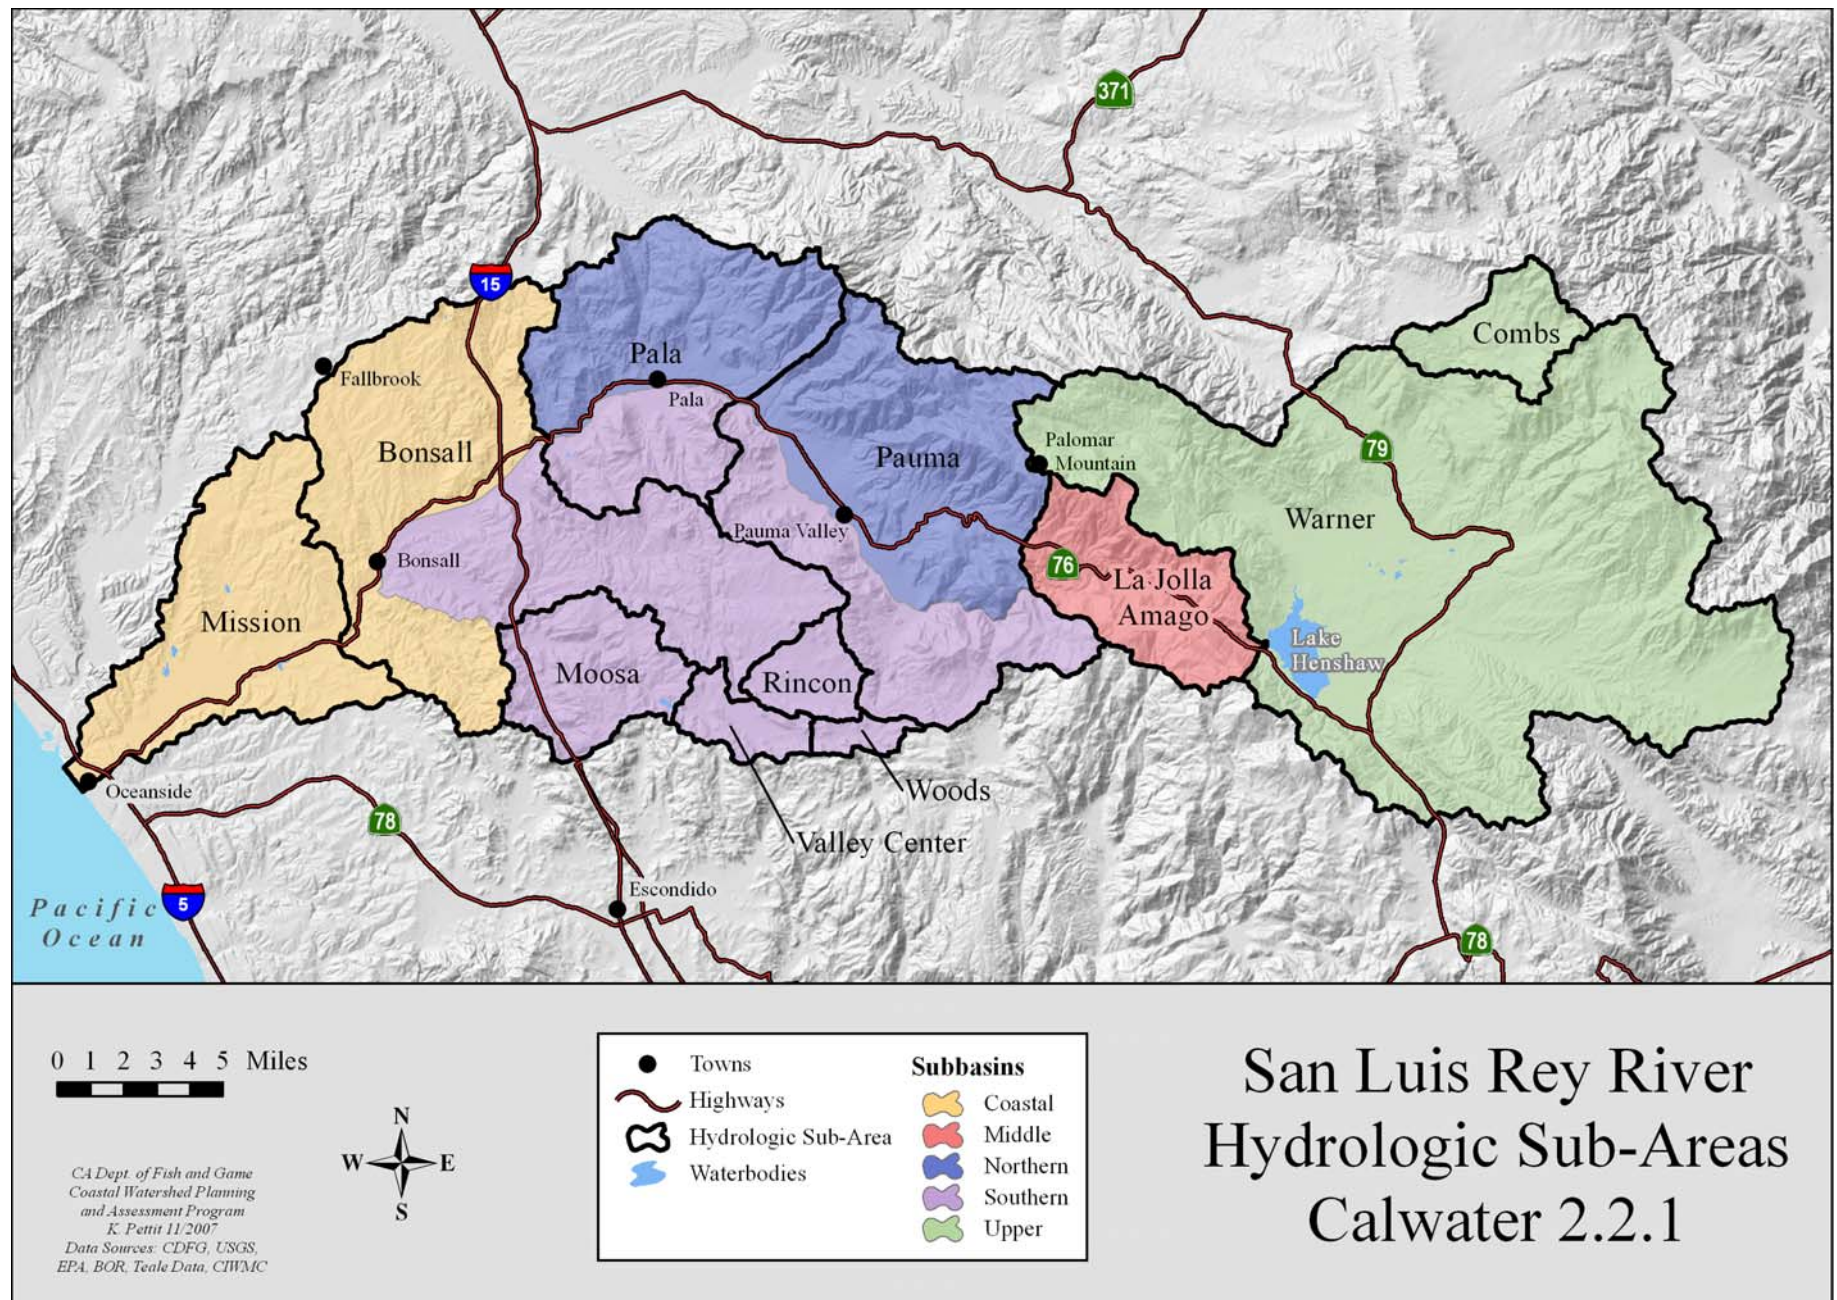 371
15
Combs
Pala
Fallbrook
Pala
79
Palomar
Mountain
Bonsall
Pauma
Warner
Pauma Valley
Bonsall
76
La Jolla
Amago
Mission
Lake
Henshaw
Moosa
Rincon
Oceanside
Woods
78
Valley Center
Escondido
5
Pacific
Ocean
78
0 1 2 3 4 5 Miles
N
W E
S
CA Dept. of Fish and Game
Coastal Watershed Planning
and Assessment Program
K. Pettit 11/2007
Data Sources: CDFG, USGS,
EPA, BOR, Teale Data, CIWMC
Towns
Highways
Hydrologic Sub-Area
Waterbodies
Subbasins
Coastal
Middle
Northern
Southern
Upper
San Luis Rey River
Hydrologic Sub-Areas
Calwater 2.2.1